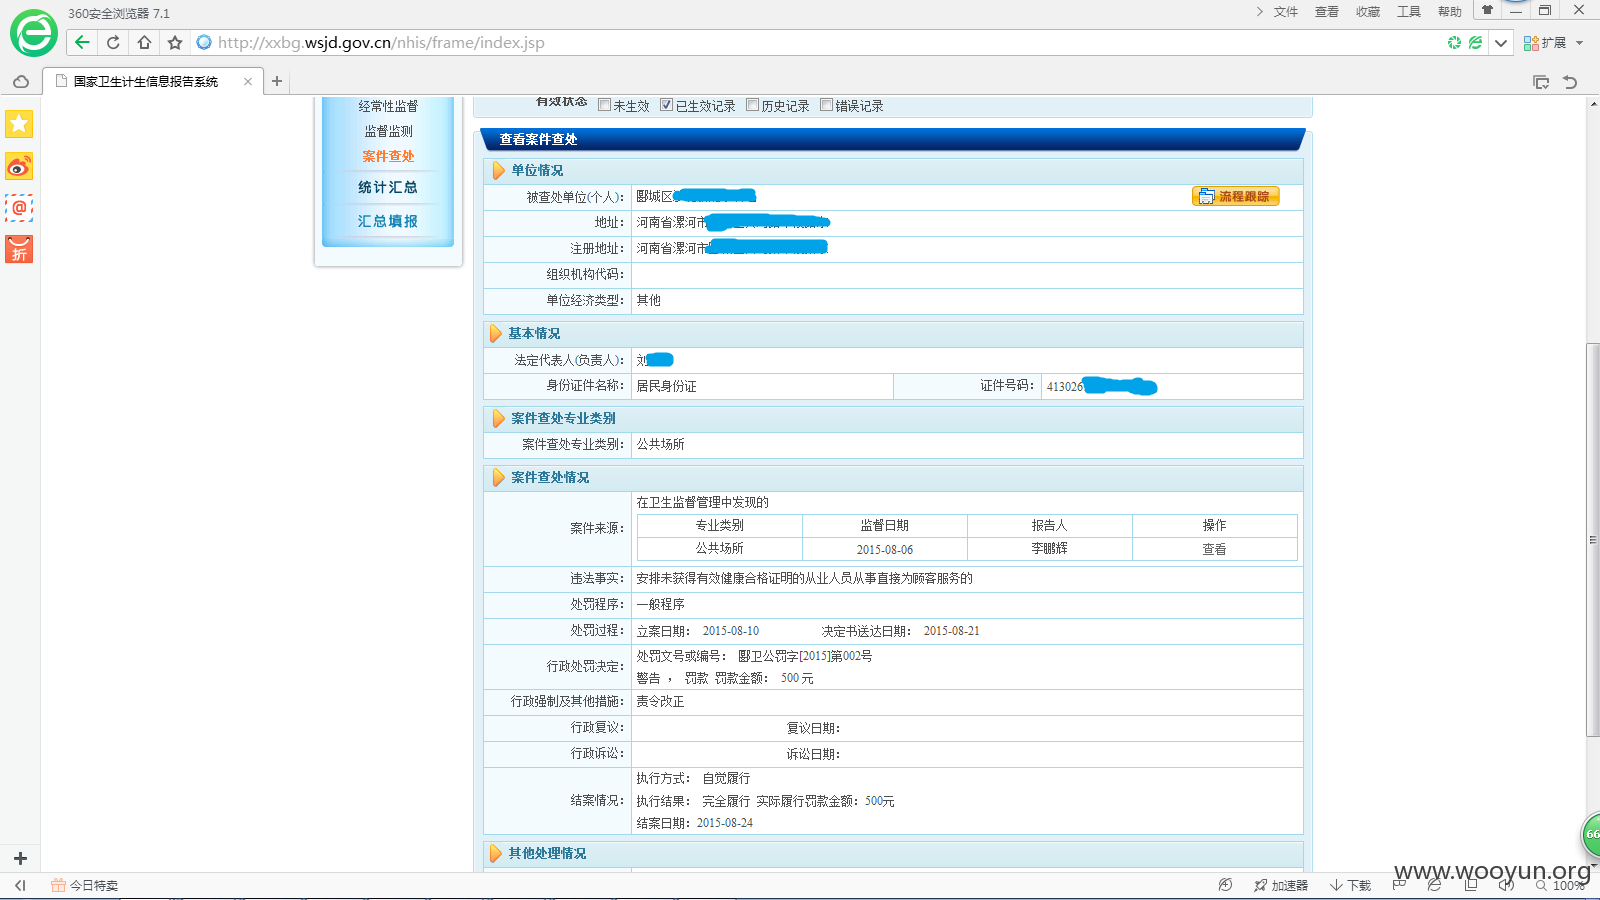 360安全浏览器 7.1
文件 查看 收藏 工具 帮助
http://xxbg.wsjd.gov.cn/nhis/frame/index.jsp
扩展
国家卫生计生信息报告系统
经常性监督
监督监测
案件查处
统计汇总
汇总填报
有效状态 未生效 已生效记录 历史记录 错误记录
查看案件查处
单位情况
被查处单位(个人): 郾城区
流程跟踪
地址: 河南省漯河市
注册地址: 河南省漯河市
组织机构代码:
单位经济类型: 其他
基本情况
法定代表人(负责人): 刘
身份证件名称: 居民身份证 证件号码: 413026
案件查处专业类别
案件查处专业类别: 公共场所
案件查处情况
案件来源: 在卫生监督管理中发现的
专业类别 监督日期 报告人 操作
公共场所 2015-08-06 李鹏辉 查看
违法事实: 安排未获得有效健康合格证明的从业人员从事直接为顾客服务的
处罚程序: 一般程序
处罚过程: 立案日期: 2015-08-10 决定书送达日期: 2015-08-21
行政处罚决定: 处罚文号或编号: 郾卫公罚字[2015]第002号
警告 , 罚款 罚款金额: 500 元
行政强制及其他措施: 责令改正
行政复议: 复议日期:
行政诉讼: 诉讼日期:
结案情况: 执行方式: 自觉履行
执行结果: 完全履行 实际履行罚款金额: 500元
结案日期: 2015-08-24
其他处理情况
66
www.wooyun.org
今日特卖
加速器 下载 100%
@
折